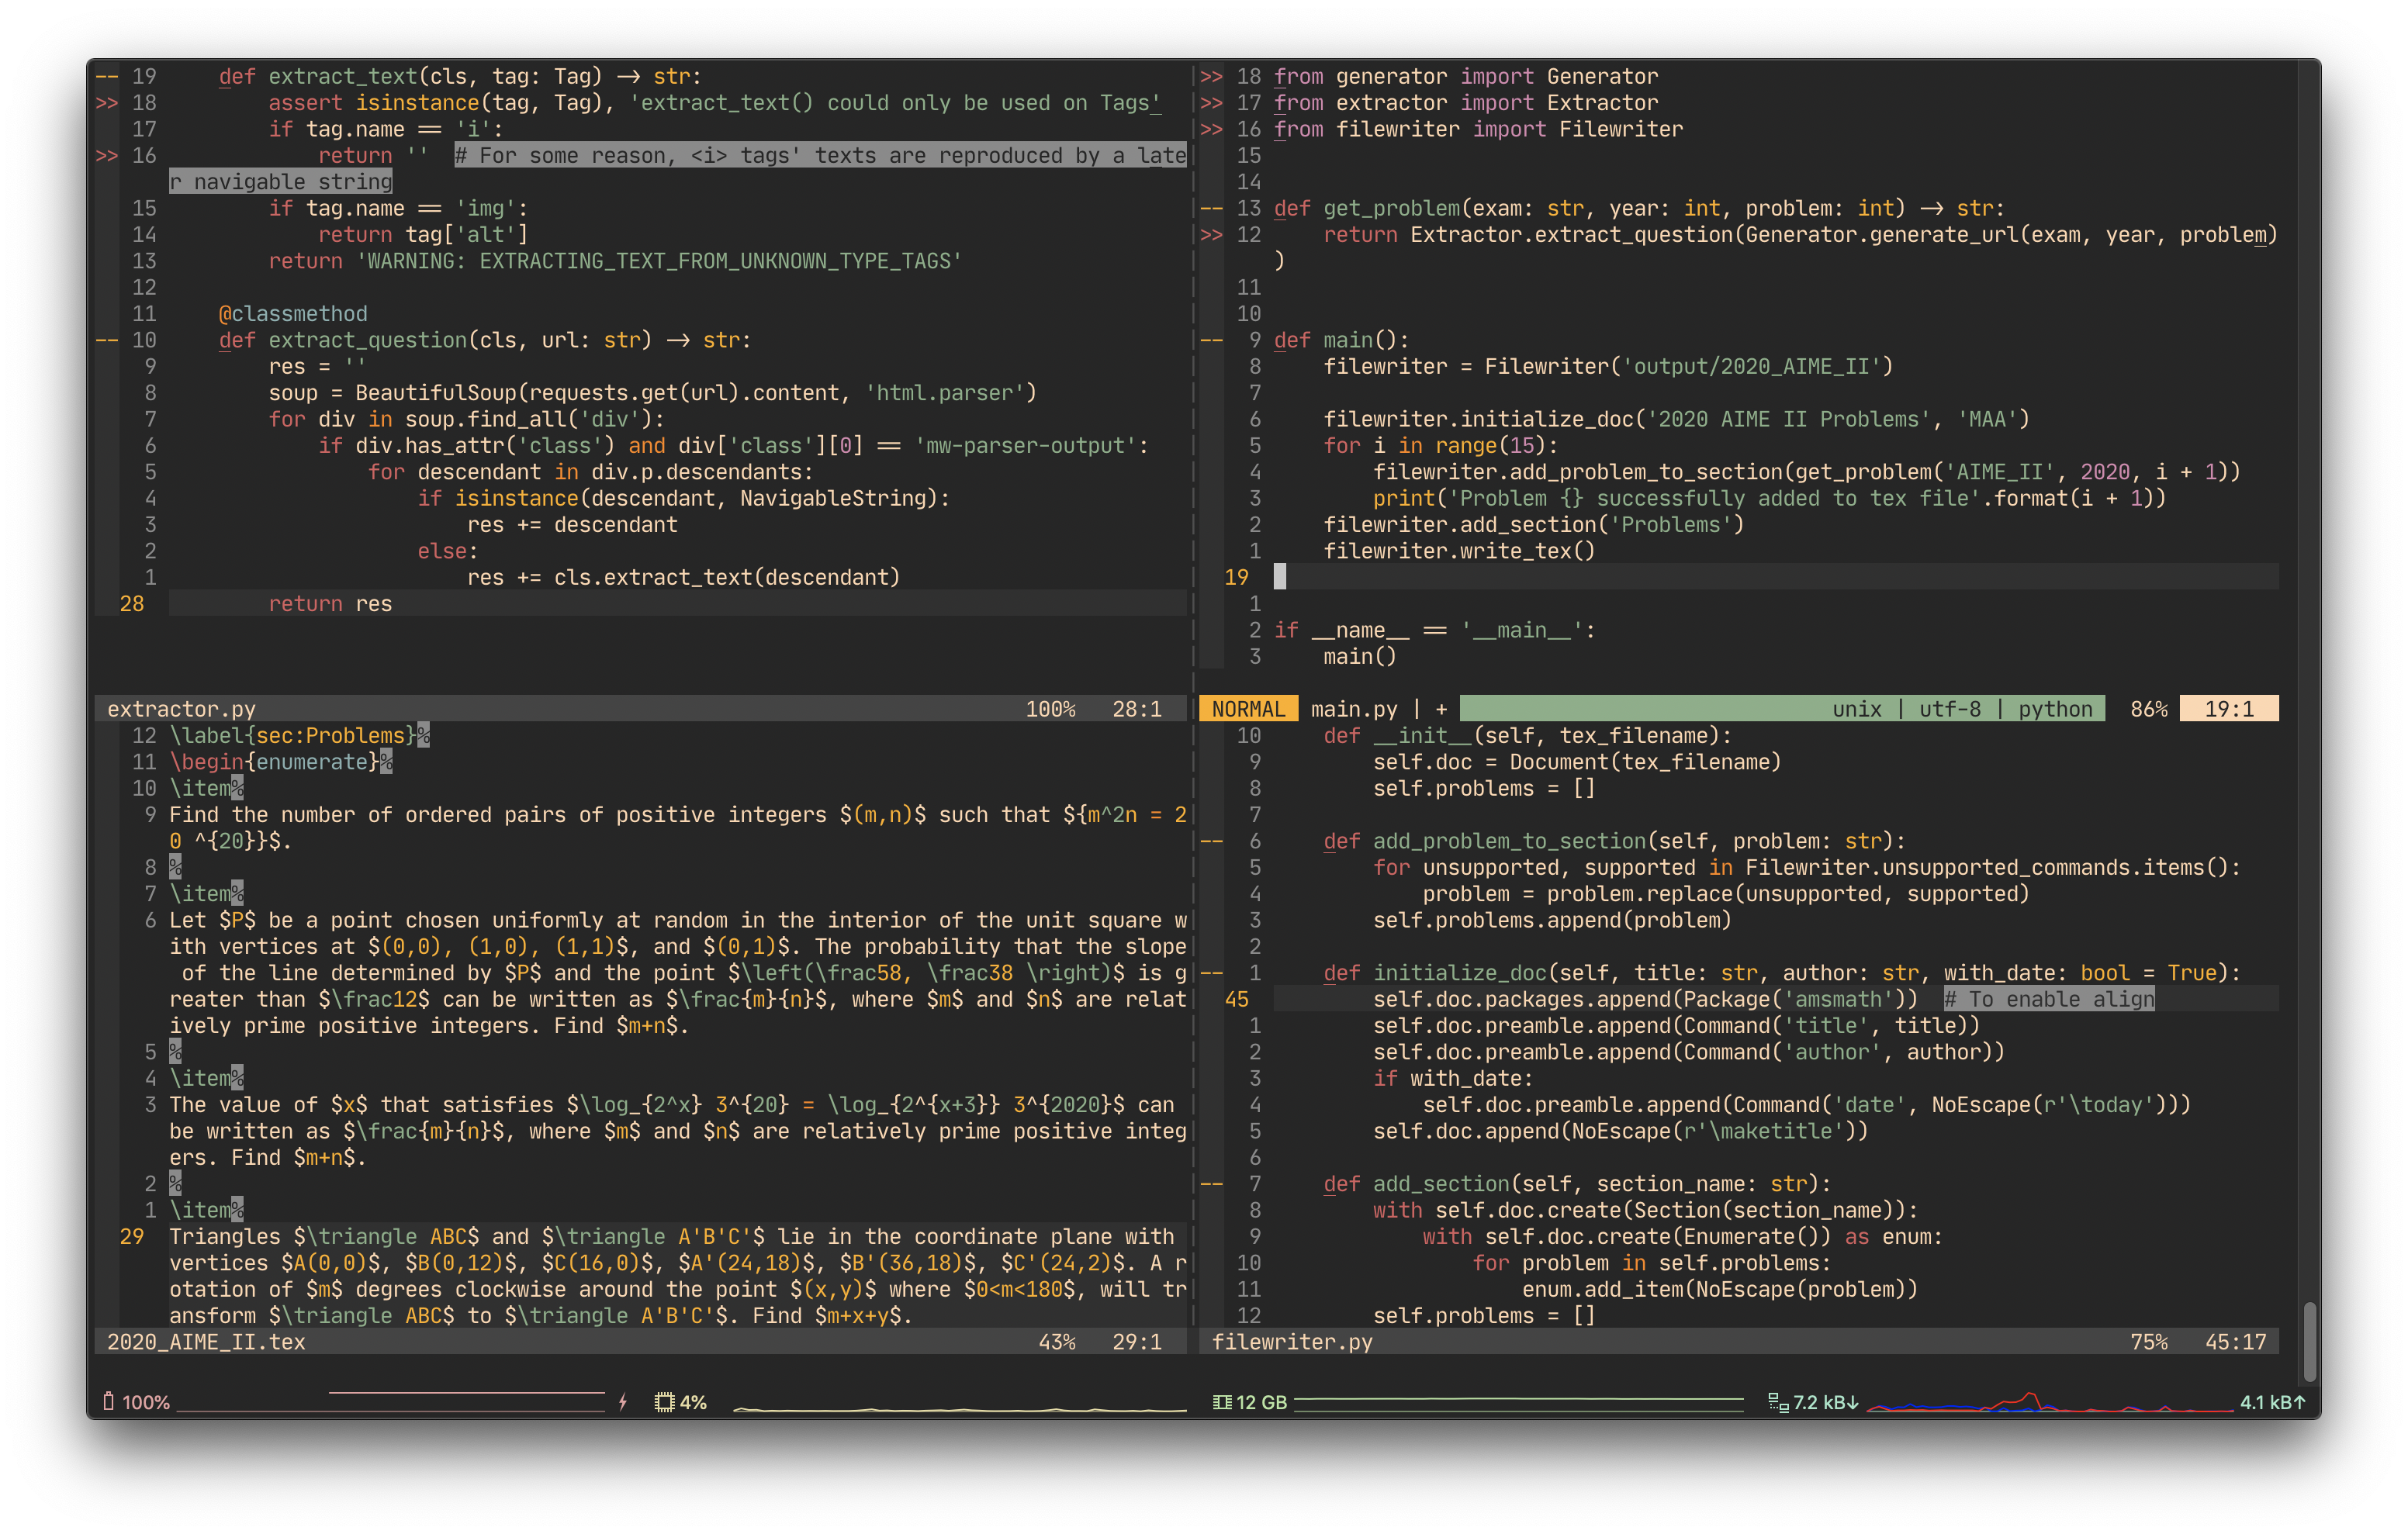 -- 19     def extract_text(cls, tag: Tag) -> str:
>> 18         assert isinstance(tag, Tag), 'extract_text() could only be used on Tags'
17         if tag.name == 'i':
>> 16             return ''  # For some reason, <i> tags' texts are reproduced by a late
r navigable string
15         if tag.name == 'img':
14             return tag['alt']
13         return 'WARNING: EXTRACTING_TEXT_FROM_UNKNOWN_TYPE_TAGS'
12
11     @classmethod
-- 10     def extract_question(cls, url: str) -> str:
9         res = ''
8         soup = BeautifulSoup(requests.get(url).content, 'html.parser')
7         for div in soup.find_all('div'):
6             if div.has_attr('class') and div['class'][0] == 'mw-parser-output':
5                 for descendant in div.p.descendants:
4                     if isinstance(descendant, NavigableString):
3                         res += descendant
2                     else:
1                         res += cls.extract_text(descendant)
28         return res
extractor.py 100% 28:1
12 \label{sec:Problems}%
11 \begin{enumerate}%
10 \item%
9 Find the number of ordered pairs of positive integers $(m,n)$ such that ${m^2n = 2
0 ^{20}}$.
8 %
7 \item%
6 Let $P$ be a point chosen uniformly at random in the interior of the unit square w
ith vertices at $(0,0), (1,0), (1,1)$, and $(0,1)$. The probability that the slope
of the line determined by $P$ and the point $\left(\frac58, \frac38 \right)$ is g
reater than $\frac12$ can be written as $\frac{m}{n}$, where $m$ and $n$ are relat
ively prime positive integers. Find $m+n$.
5 %
4 \item%
3 The value of $x$ that satisfies $\log_{2^x} 3^{20} = \log_{2^{x+3}} 3^{2020}$ can
be written as $\frac{m}{n}$, where $m$ and $n$ are relatively prime positive integ
ers. Find $m+n$.
2 %
1 \item%
29 Triangles $\triangle ABC$ and $\triangle A'B'C'$ lie in the coordinate plane with
vertices $A(0,0)$, $B(0,12)$, $C(16,0)$, $A'(24,18)$, $B'(36,18)$, $C'(24,2)$. A r
otation of $m$ degrees clockwise around the point $(x,y)$ where $0<m<180$, will tr
ansform $\triangle ABC$ to $\triangle A'B'C'$. Find $m+x+y$.
2020_AIME_II.tex 43% 29:1
>> 18 from generator import Generator
>> 17 from extractor import Extractor
>> 16 from filewriter import Filewriter
15
14
-- 13 def get_problem(exam: str, year: int, problem: int) -> str:
>> 12     return Extractor.extract_question(Generator.generate_url(exam, year, problem)
)
11
10
-- 9 def main():
8     filewriter = Filewriter('output/2020_AIME_II')
7
6     filewriter.initialize_doc('2020 AIME II Problems', 'MAA')
5     for i in range(15):
4         filewriter.add_problem_to_section(get_problem('AIME_II', 2020, i + 1))
3         print('Problem {} successfully added to tex file'.format(i + 1))
2     filewriter.add_section('Problems')
1     filewriter.write_tex()
19
1
2 if __name__ == '__main__':
3     main()
NORMAL main.py | + unix | utf-8 | python 86% 19:1
10     def __init__(self, tex_filename):
9         self.doc = Document(tex_filename)
8         self.problems = []
7
-- 6     def add_problem_to_section(self, problem: str):
5         for unsupported, supported in Filewriter.unsupported_commands.items():
4             problem = problem.replace(unsupported, supported)
3         self.problems.append(problem)
2
-- 1     def initialize_doc(self, title: str, author: str, with_date: bool = True):
45         self.doc.packages.append(Package('amsmath'))  # To enable align
1         self.doc.preamble.append(Command('title', title))
2         self.doc.preamble.append(Command('author', author))
3         if with_date:
4             self.doc.preamble.append(Command('date', NoEscape(r'\today')))
5         self.doc.append(NoEscape(r'\maketitle'))
6
-- 7     def add_section(self, section_name: str):
8         with self.doc.create(Section(section_name)):
9             with self.doc.create(Enumerate()) as enum:
10                 for problem in self.problems:
11                     enum.add_item(NoEscape(problem))
12         self.problems = []
filewriter.py 75% 45:17
100% 4% 12 GB 7.2 kB↓ 4.1 kB↑